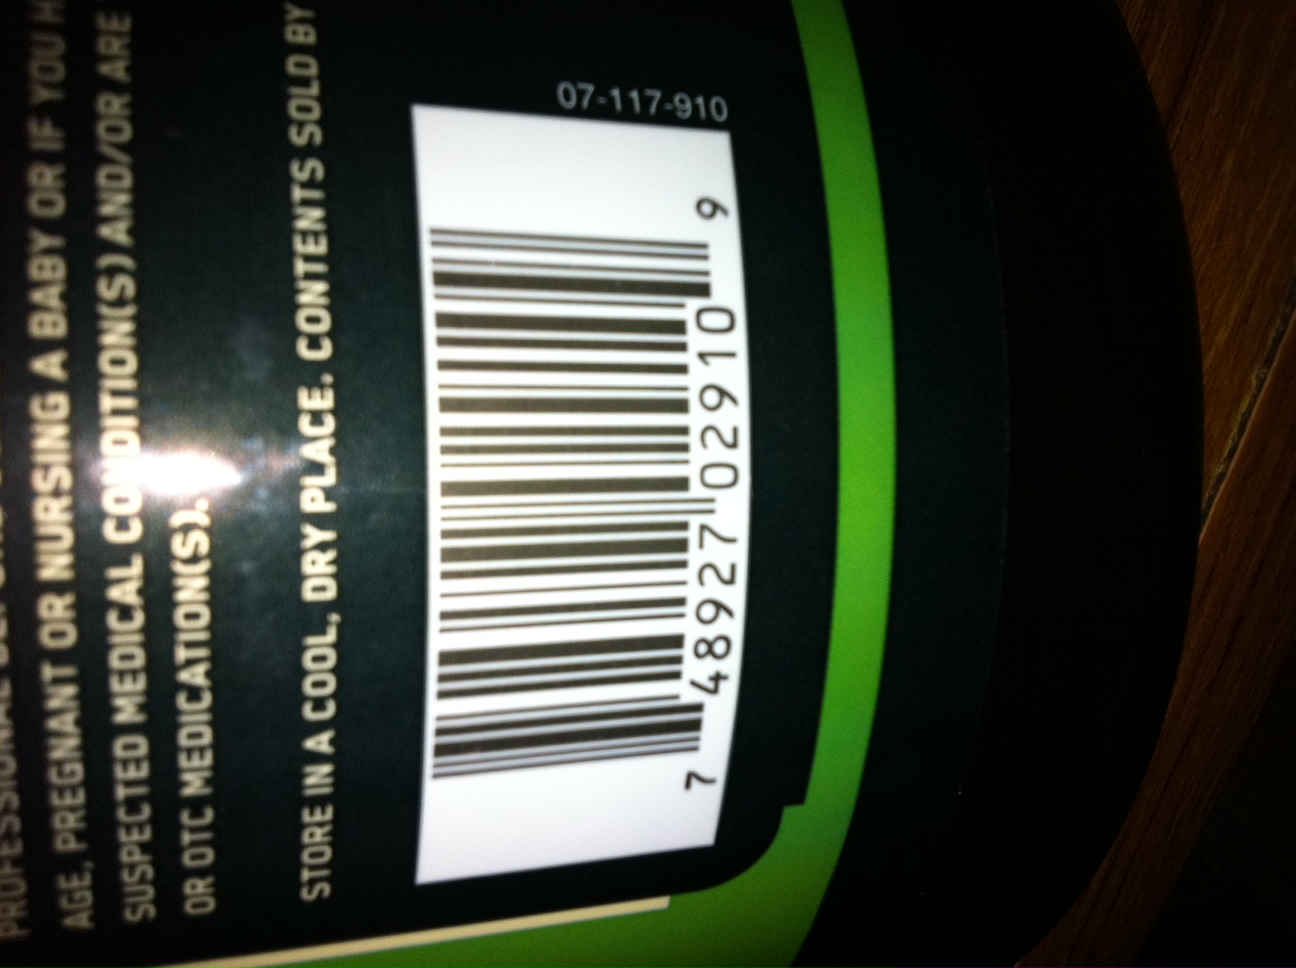 AGE, PREGNANT OR NURSING A BABY OR IF YOU
SUSPECTED MEDICAL CONDITION(S) AND/OR ARE
OR OTC MEDICATION(S).
STORE IN A COOL, DRY PLACE. CONTENTS SOLD BY
07-117-910
7 48927 02910 9